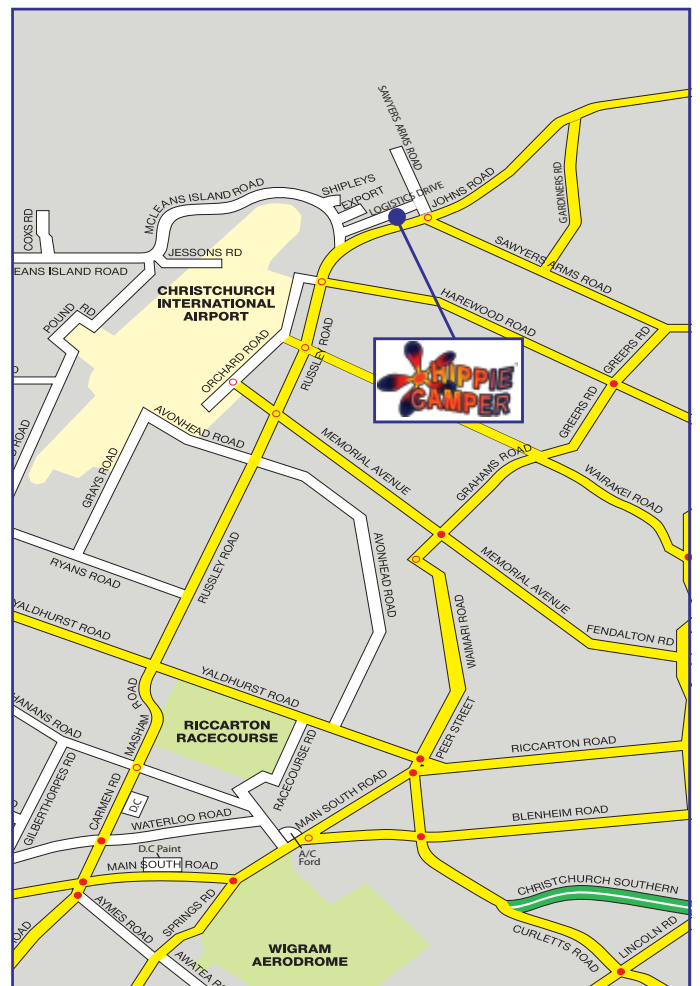 SAWYERS ARMS ROAD
SHIPLEYS
EXPORT
LOGISTICS DRIVE
JOHNS ROAD
GARDINERS RD
MCLEANS ISLAND ROAD
COXS RD
JESSONS RD
EANS ISLAND ROAD
SAWYERS ARMS ROAD
CHRISTCHURCH
INTERNATIONAL
AIRPORT
POUND RD
HAREWOOD ROAD
RUSSLEY ROAD
ORCHARD ROAD
GREERS RD
HIPPIE
CAMPER
GREERS RD
AVONHEAD ROAD
MEMORIAL AVENUE
GRAHAMS ROAD
WAIRAKEI ROAD
GRAYS ROAD
RYANS ROAD
RUSSLEY ROAD
AVONHEAD ROAD
MEMORIAL AVENUE
WAIMARI ROAD
FENDALTON RD
YALDHURST ROAD
YALDHURST ROAD
PEER STREET
MASHAM ROAD
RICCARTON
RACECOURSE
HANANS ROAD
RICCARTON ROAD
RACECOURSE RD
GILBERTHORPES RD
CARMEN RD
D.C
MAIN SOUTH ROAD
WATERLOO ROAD
BLENHEIM ROAD
D.C Paint
A/C
Ford
MAIN SOUTH ROAD
CHRISTCHURCH SOUTHERN
SPRINGS RD
AYMES ROAD
CURLETTS ROAD
LINCOLN RD
OAD
WIGRAM
AERODROME
AWATEA R